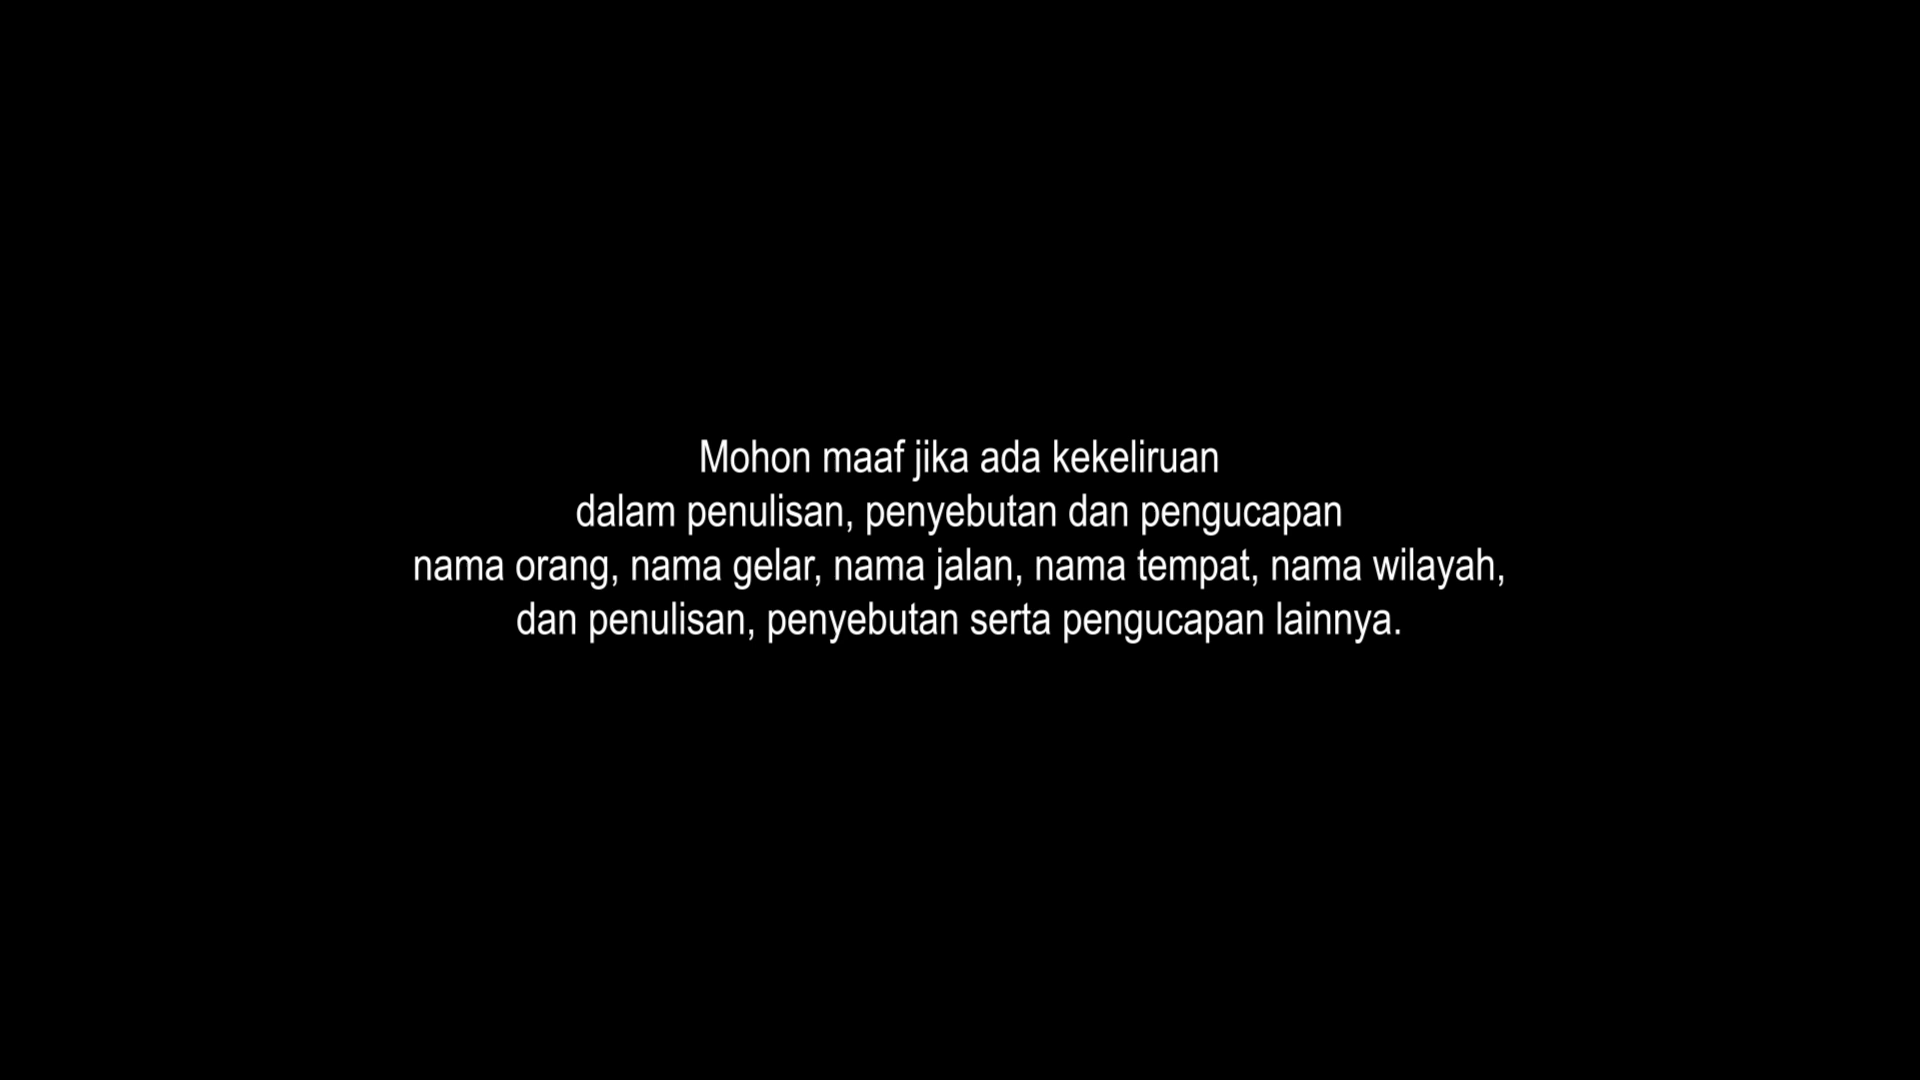 Mohon maaf jika ada kekeliruan
dalam penulisan, penyebutan dan pengucapan
nama orang, nama gelar, nama jalan, nama tempat, nama wilayah,
dan penulisan, penyebutan serta pengucapan lainnya.